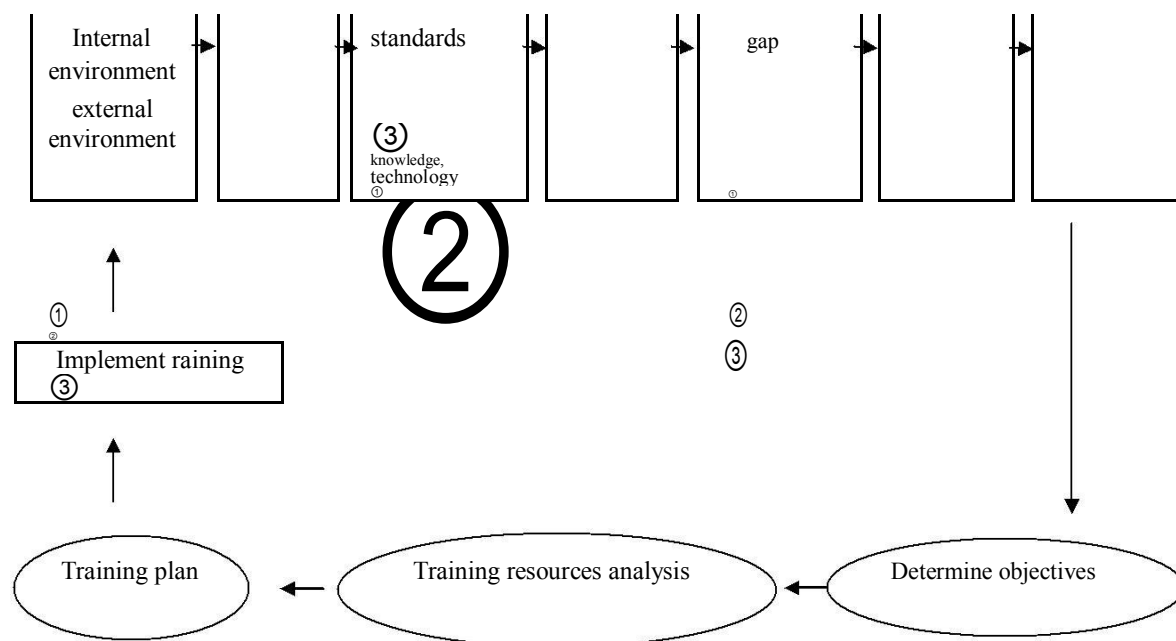 Internal
environment
external
environment
standards
③
knowledge,
technology
①
gap
①
②
①
②
Implement raining
③
②
③
Training plan
Training resources analysis
Determine objectives